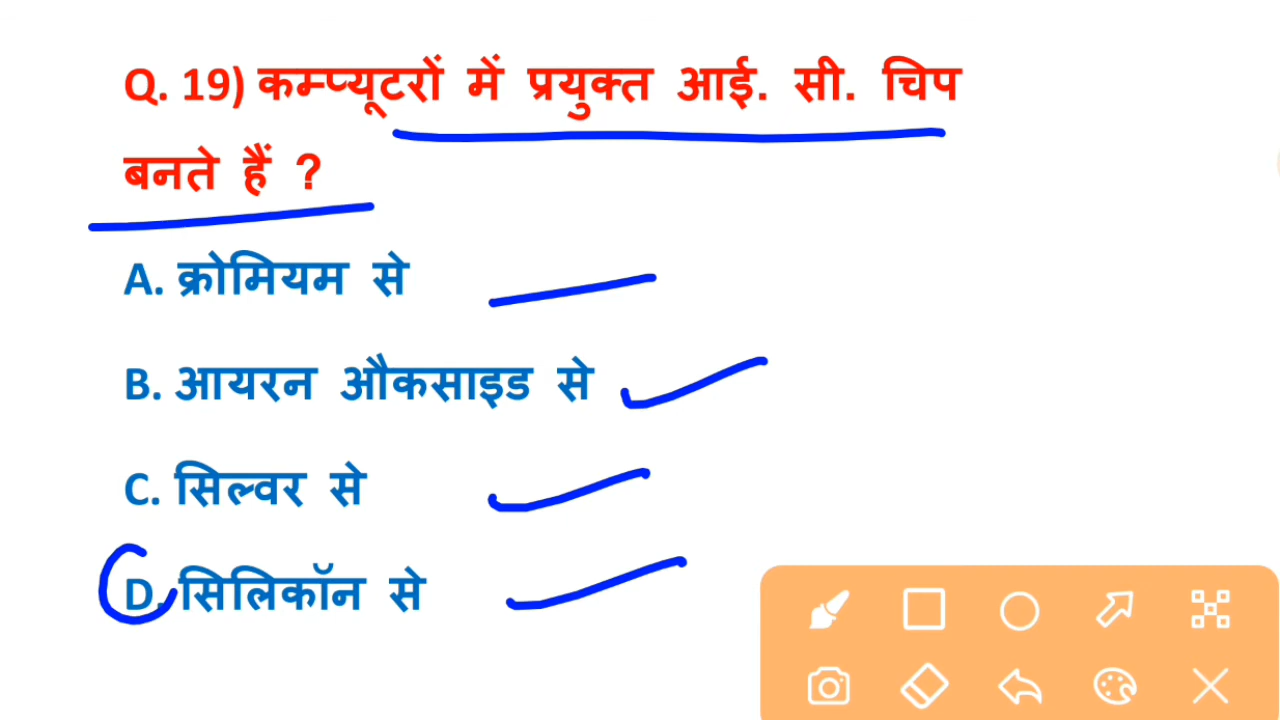 Q. 19) कम्प्यूटरों में प्रयुक्त आई. सी. चिप
बनते हैं ?
A. क्रोमियम से
B. आयरन औकसाइड से
C. सिल्वर से
D. सिलिकॉन से